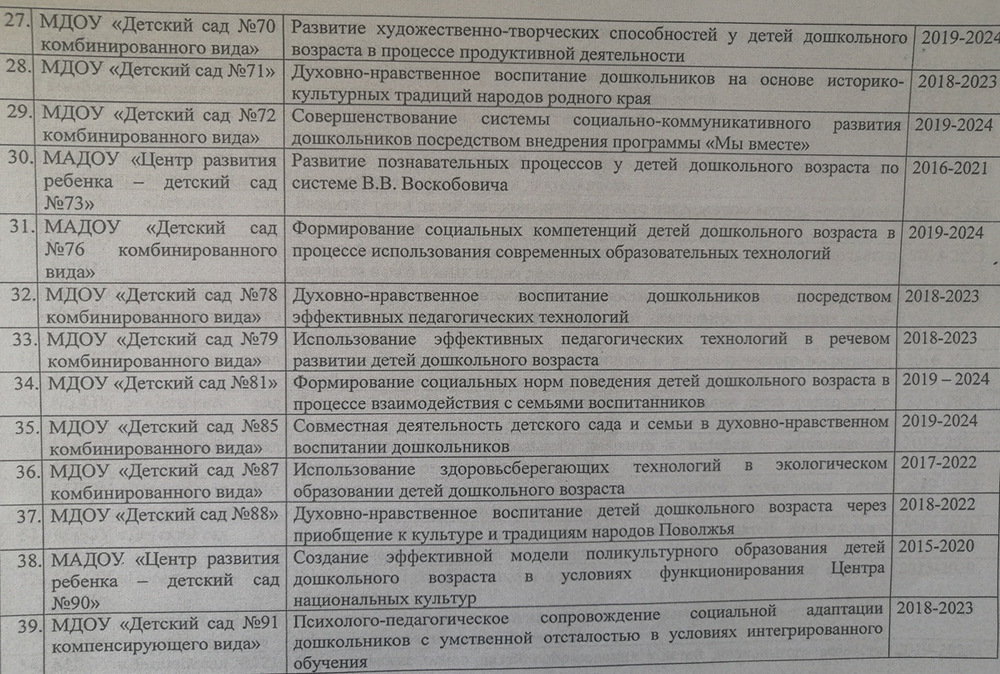 27. МДОУ «Детский сад №70 Развитие художественно-творческих способностей у детей дошкольного 2019-2024
комбинированного вида» возраста в процессе продуктивной деятельности
28. МДОУ «Детский сад №71» Духовно-нравственное воспитание дошкольников на основе историко- 2018-2023
культурных традиций народов родного края
29. МДОУ «Детский сад №72 Совершенствование системы социально-коммуникативного развития 2019-2024
комбинированного вида» дошкольников посредством внедрения программы «Мы вместе»
30. МАДОУ «Центр развития Развитие познавательных процессов у детей дошкольного возраста по 2016-2021
ребенка – детский сад системе В.В. Воскобовича
№73»
31. МАДОУ «Детский сад Формирование социальных компетенций детей дошкольного возраста в 2019-2024
№76 комбинированного процессе использования современных образовательных технологий
вида»
32. МДОУ «Детский сад №78 Духовно-нравственное воспитание дошкольников посредством 2018-2023
комбинированного вида» эффективных педагогических технологий
33. МДОУ «Детский сад №79 Использование эффективных педагогических технологий в речевом 2018-2023
комбинированного вида» развитии детей дошкольного возраста
34. МДОУ «Детский сад №81» Формирование социальных норм поведения детей дошкольного возраста в 2019 – 2024
процессе взаимодействия с семьями воспитанников
35. МДОУ «Детский сад №85 Совместная деятельность детского сада и семьи в духовно-нравственном 2019-2024
комбинированного вида» воспитании дошкольников
36. МДОУ «Детский сад №87 Использование здоровьсберегающих технологий в экологическом 2017-2022
комбинированного вида» образовании детей дошкольного возраста
37. МДОУ «Детский сад №88» Духовно-нравственное воспитание детей дошкольного возраста через 2018-2022
приобщение к культуре и традициям народов Поволжья
38. МАДОУ «Центр развития Создание эффективной модели поликультурного образования детей 2015-2020
ребенка – детский сад дошкольного возраста в условиях функционирования Центра
№90» национальных культур
39. МДОУ «Детский сад №91 Психолого-педагогическое сопровождение социальной адаптации 2018-2023
компенсирующего вида» дошкольников с умственной отсталостью в условиях интегрированного
обучения